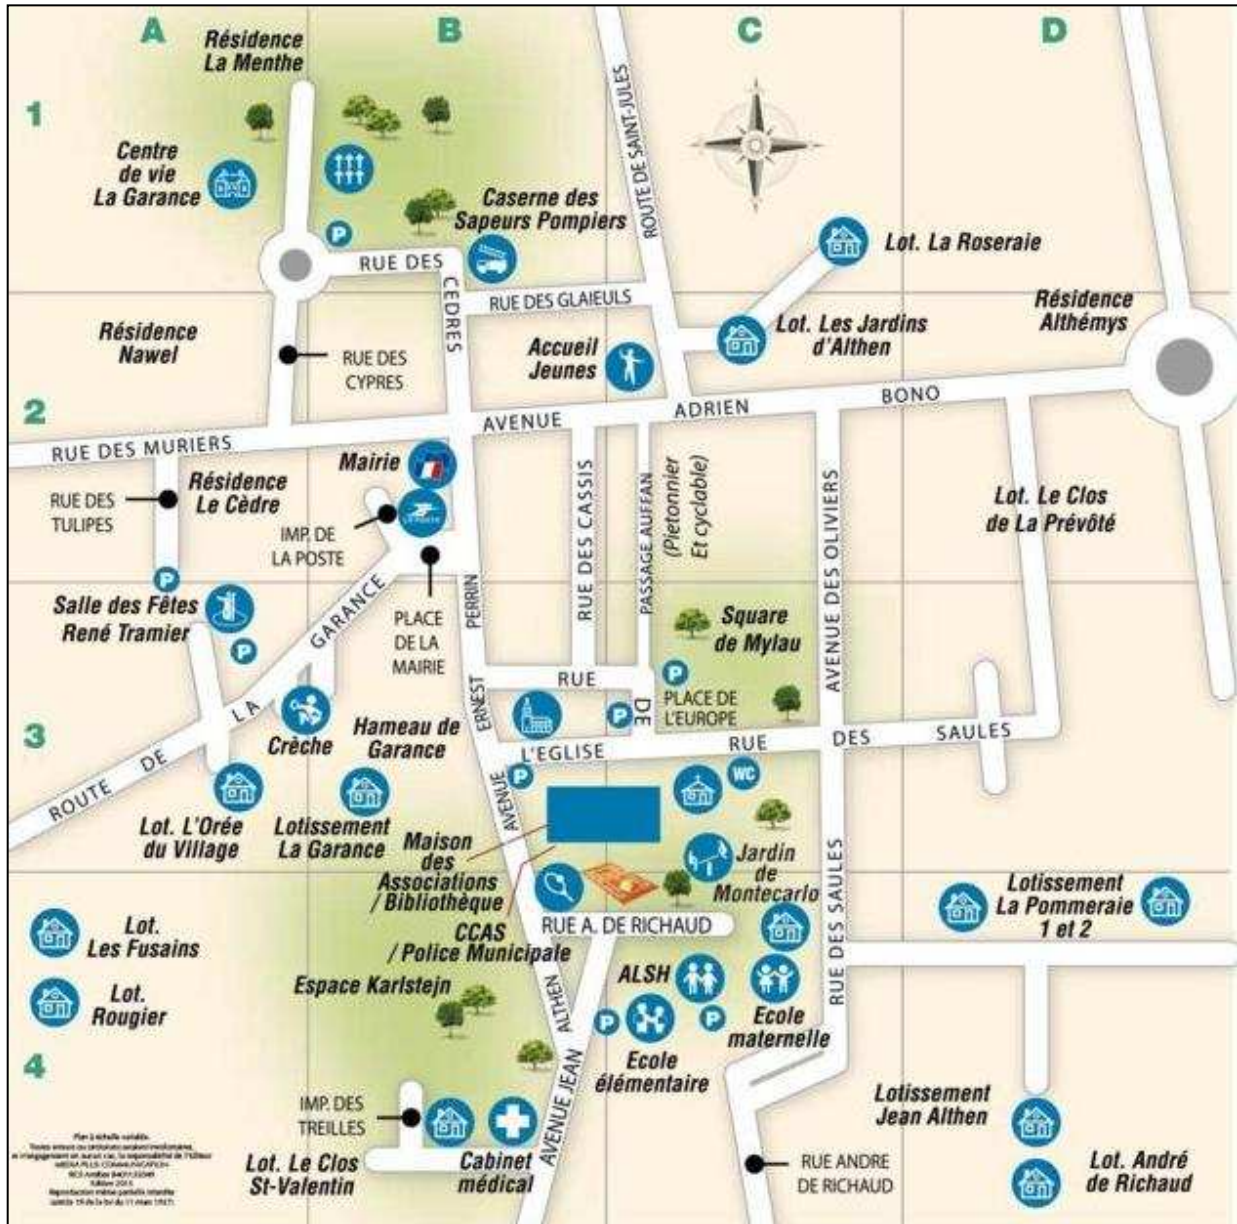 A
B
C
D
1
2
3
4
Résidence
La Menthe
Centre
de vie
La Garance
P
RUE DES
CEDRES
Caserne des
Sapeurs Pompiers
ROUTE DE SAINT-JULES
RUE DES GLAIEULS
Lot. La Roseraie
Lot. Les Jardins
d'Althen
Résidence
Althémys
Résidence
Nawel
RUE DES
CYPRES
Accueil
Jeunes
RUE DES MURIERS
AVENUE
ADRIEN
BONO
Mairie
LA POSTE
Résidence
Le Cèdre
RUE DES
TULIPES
IMP. DE
LA POSTE
RUE DES CASSIS
PASSAGE AUFFAN
(Pietonnier
Et cyclable)
AVENUE DES OLIVIERS
Lot. Le Clos
de La Prévôté
P
Salle des Fêtes
René Tramier
P
PLACE
DE LA
MAIRIE
ROUTE DE LA GARANCE
AVENUE ERNEST PERRIN
Square
de Mylau
RUE
DE
L'EGLISE
P
P
PLACE DE
L'EUROPE
RUE DES SAULES
Crèche
Hameau de
Garance
P
WC
Lot. L'Orée
du Village
Lotissement
La Garance
Maison
des
Associations
/ Bibliothèque
CCAS
/ Police Municipale
Jardin
de
Montecarlo
RUE DES SAULES
Lotissement
La Pommeraie
1 et 2
Lot.
Les Fusains
Lot.
Rougier
RUE A. DE RICHAUD
Espace Karlstejn
ALSH
P
P
Ecole
élémentaire
Ecole
maternelle
AVENUE JEAN ALTHEN
IMP. DES
TREILLES
Lot. Le Clos
St-Valentin
Cabinet
médical
Lotissement
Jean Althen
RUE ANDRE
DE RICHAUD
Lot. André
de Richaud
Plan à échelle variable.